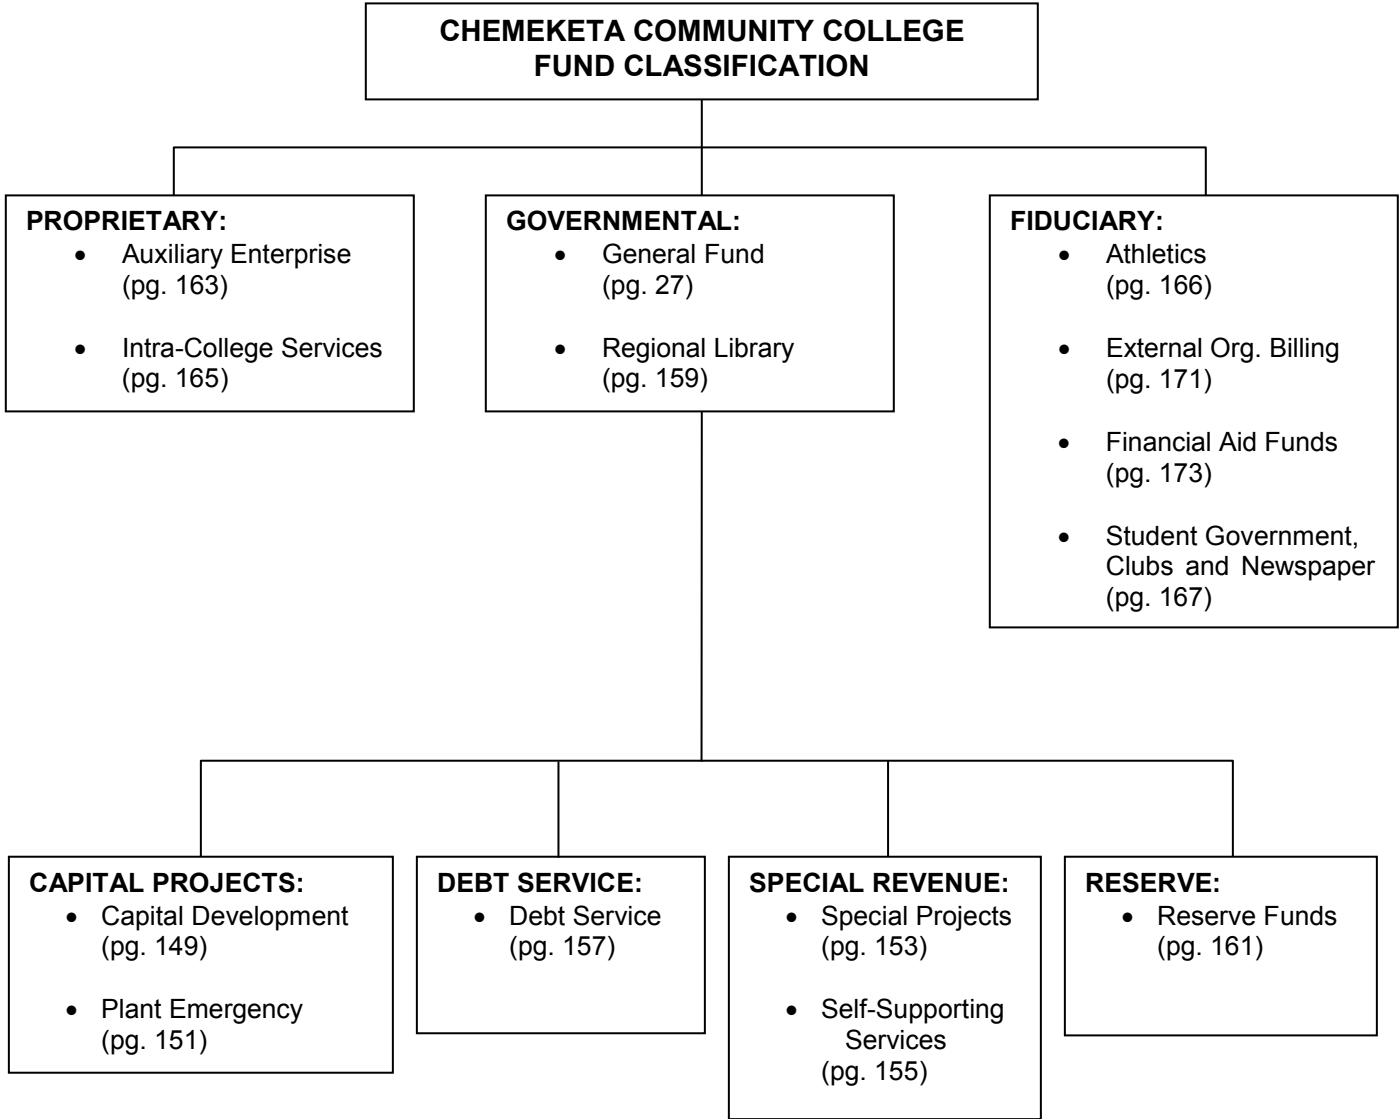 CHEMEKETA COMMUNITY COLLEGE
FUND CLASSIFICATION
PROPRIETARY:
• Auxiliary Enterprise
(pg. 163)
• Intra-College Services
(pg. 165)
GOVERNMENTAL:
• General Fund
(pg. 27)
• Regional Library
(pg. 159)
FIDUCIARY:
• Athletics
(pg. 166)
• External Org. Billing
(pg. 171)
• Financial Aid Funds
(pg. 173)
• Student Government,
Clubs and Newspaper
(pg. 167)
CAPITAL PROJECTS:
• Capital Development
(pg. 149)
• Plant Emergency
(pg. 151)
DEBT SERVICE:
• Debt Service
(pg. 157)
SPECIAL REVENUE:
• Special Projects
(pg. 153)
• Self-Supporting
Services
(pg. 155)
RESERVE:
• Reserve Funds
(pg. 161)